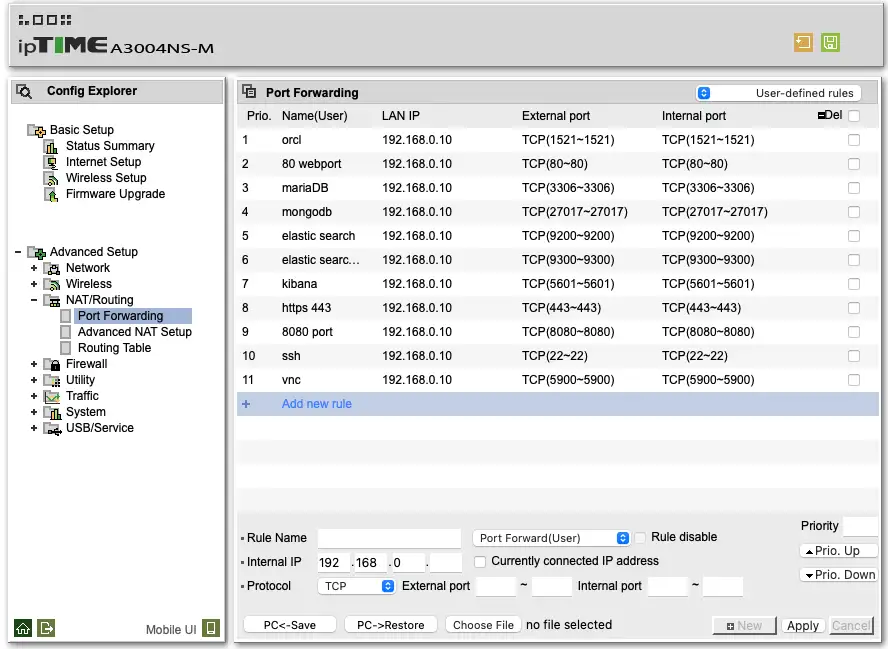 ipTIME A3004NS-M
Config Explorer
Basic Setup
Status Summary
Internet Setup
Wireless Setup
Firmware Upgrade
Advanced Setup
Network
Wireless
NAT/Routing
Port Forwarding
Advanced NAT Setup
Routing Table
Firewall
Utility
Traffic
System
USB/Service
Mobile UI
Port Forwarding User-defined rules
Prio. Name(User) LAN IP External port Internal port Del
1 orcl 192.168.0.10 TCP(1521~1521) TCP(1521~1521)
2 80 webport 192.168.0.10 TCP(80~80) TCP(80~80)
3 mariaDB 192.168.0.10 TCP(3306~3306) TCP(3306~3306)
4 mongodb 192.168.0.10 TCP(27017~27017) TCP(27017~27017)
5 elastic search 192.168.0.10 TCP(9200~9200) TCP(9200~9200)
6 elastic searc... 192.168.0.10 TCP(9300~9300) TCP(9300~9300)
7 kibana 192.168.0.10 TCP(5601~5601) TCP(5601~5601)
8 https 443 192.168.0.10 TCP(443~443) TCP(443~443)
9 8080 port 192.168.0.10 TCP(8080~8080) TCP(8080~8080)
10 ssh 192.168.0.10 TCP(22~22) TCP(22~22)
11 vnc 192.168.0.10 TCP(5900~5900) TCP(5900~5900)
+ Add new rule
Priority
Rule Name Port Forward(User) Rule disable
Prio. Up
Internal IP 192 . 168 . 0 . Currently connected IP address
Prio. Down
Protocol TCP External port ~ Internal port ~
PC<-Save PC->Restore Choose File no file selected New Apply Cancel